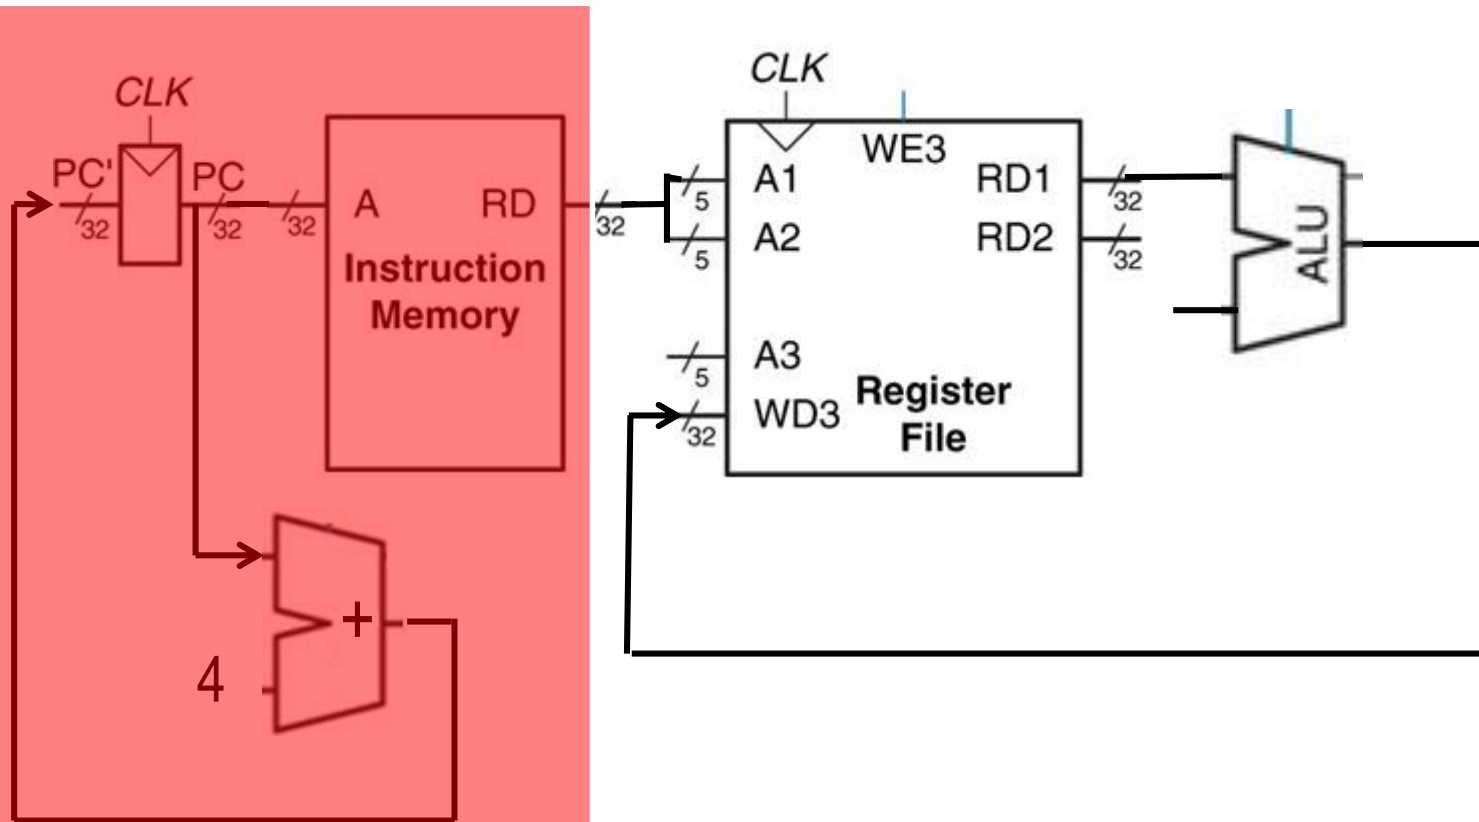 CLK
PC'
32
PC
32
32
A
RD
32
Instruction
Memory
+
4
CLK
WE3
A1
5
A2
5
A3
5
WD3
32
RD1
32
RD2
32
Register
File
ALU